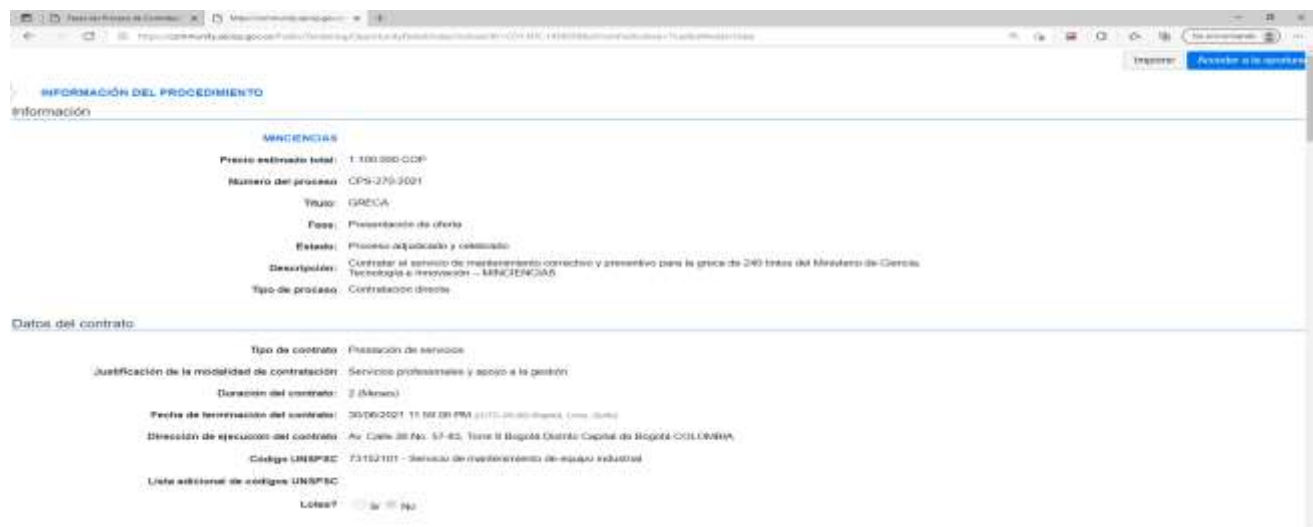 Imprimir
INFORMACIÓN DEL PROCEDIMIENTO
Información
MINCIENCIAS
Precio estimado total: 1.100.000 COP
Número del proceso CPS-270-2021
Título: GRECA
Fase: Presentación de oferta
Estado: Proceso adjudicado y celebrado
Descripción: Contratar el servicio de mantenimiento correctivo y preventivo para la greca de 240 tintos del Ministerio de Ciencia,
Tecnología e Innovación – MINCIENCIAS
Tipo de proceso Contratación directa
Datos del contrato
Tipo de contrato Prestación de servicios
Justificación de la modalidad de contratación Servicios profesionales y apoyo a la gestión
Duración del contrato: 2 (Meses)
Fecha de terminación del contrato: 30/06/2021 PM
Dirección de ejecución del contrato Av. Calle 26 No. 57-83, Torre 8 Bogotá Distrito Capital de Bogotá COLOMBIA
Código UNSPSC 73152101 - Servicio de mantenimiento de equipo industrial
Lista adicional de códigos UNSPSC
Lotes? Sí No